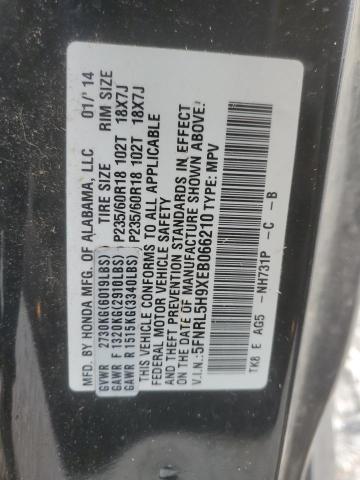 MFG. BY HONDA MFG. OF ALABAMA, LLC 01/'14
TIRE SIZE RIM SIZE
GVWR 2730KG(6019LBS)
GAWR F 1320KG(2910LBS) P235/60R18 102T 18X7J
GAWR R 1515KG(3340LBS) P235/60R18 102T 18X7J
THIS VEHICLE CONFORMS TO ALL APPLICABLE
FEDERAL MOTOR VEHICLE SAFETY
AND THEFT PREVENTION STANDARDS IN EFFECT
ON THE DATE OF MANUFACTURE SHOWN ABOVE.
V.I.N.:5FNRL5H9XEB066210 TYPE: MPV
TK8 E AG5 -NH731P -C -B